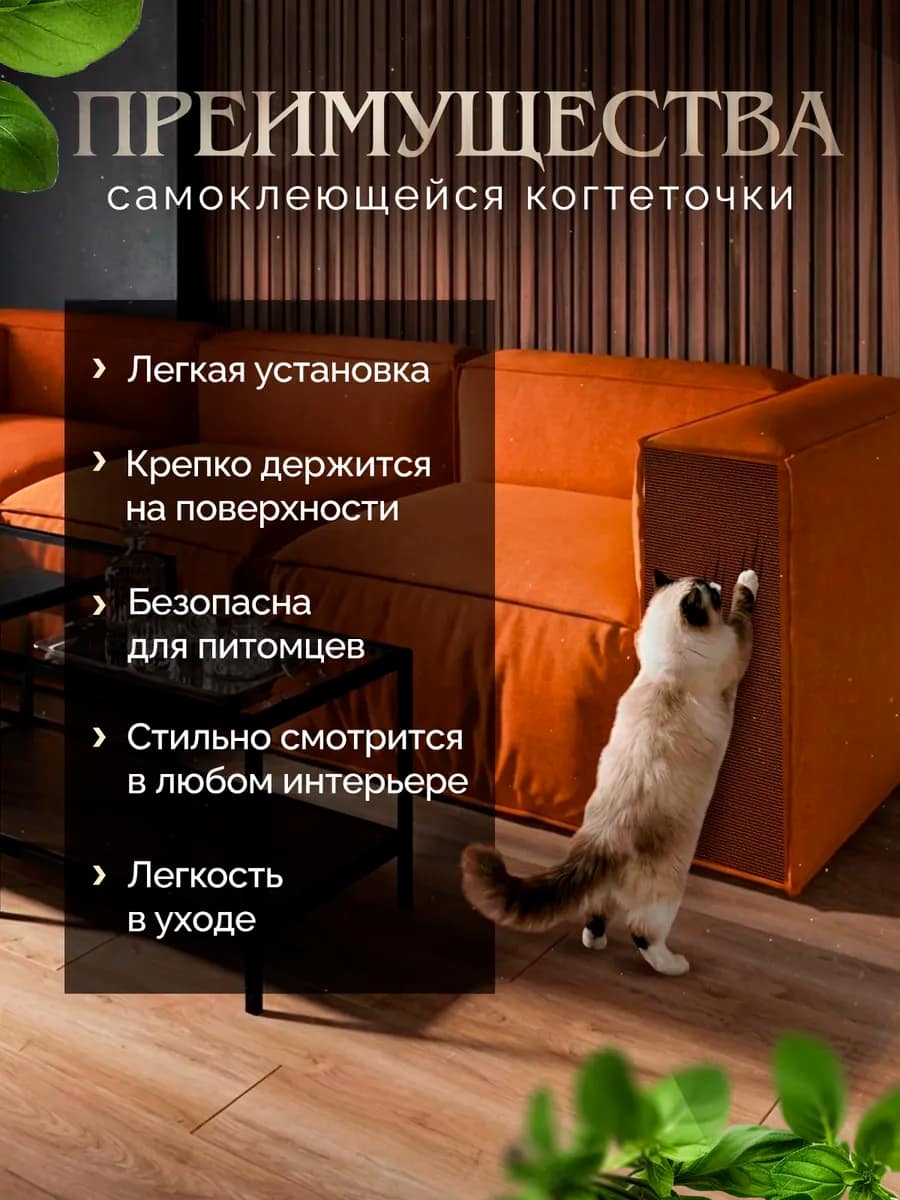 ПРЕИМУЩЕСТВА
самоклеющейся когтеточки
› Легкая установка
› Крепко держится
на поверхности
› Безопасна
для питомцев
› Стильно смотрится
в любом интерьере
› Легкость
в уходе